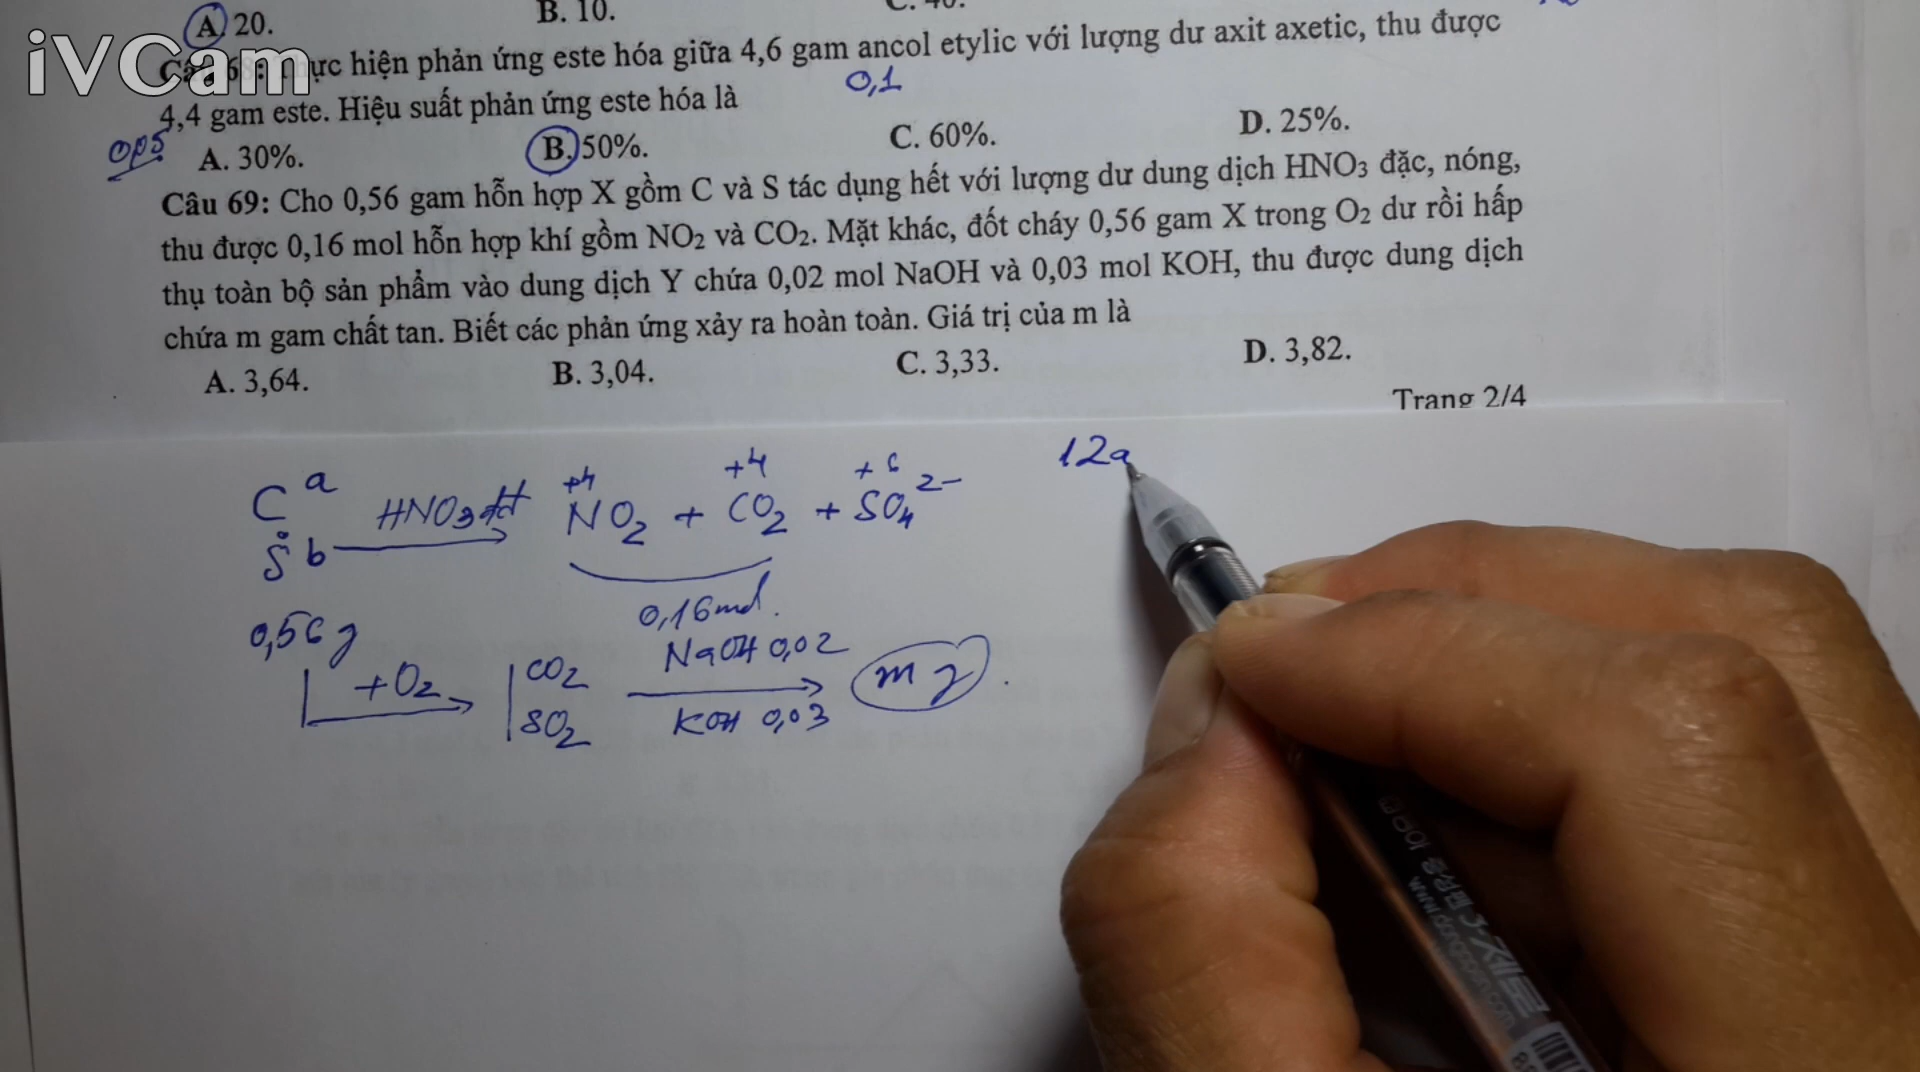 A. 20.
B. 10.
iVCam
Thực hiện phản ứng este hóa giữa 4,6 gam ancol etylic với lượng dư axit axetic, thu được
0,1
4,4 gam este. Hiệu suất phản ứng este hóa là
A. 30%.
B. 50%.
C. 60%.
D. 25%.
Câu 69: Cho 0,56 gam hỗn hợp X gồm C và S tác dụng hết với lượng dư dung dịch HNO₃ đặc, nóng,
thu được 0,16 mol hỗn hợp khí gồm NO₂ và CO₂. Mặt khác, đốt cháy 0,56 gam X trong O₂ dư rồi hấp
thụ toàn bộ sản phẩm vào dung dịch Y chứa 0,02 mol NaOH và 0,03 mol KOH, thu được dung dịch
chứa m gam chất tan. Biết các phản ứng xảy ra hoàn toàn. Giá trị của m là
A. 3,64.
B. 3,04.
C. 3,33.
D. 3,82.
Trang 2/4
C a
S b
0
HNO₃
+4 +4 +6
NO₂ + CO₂ + SO₄²⁻
12a
0,16 mol.
0,56 g
+O₂
CO₂
SO₂
NaOH 0,02
KOH 0,03
m g